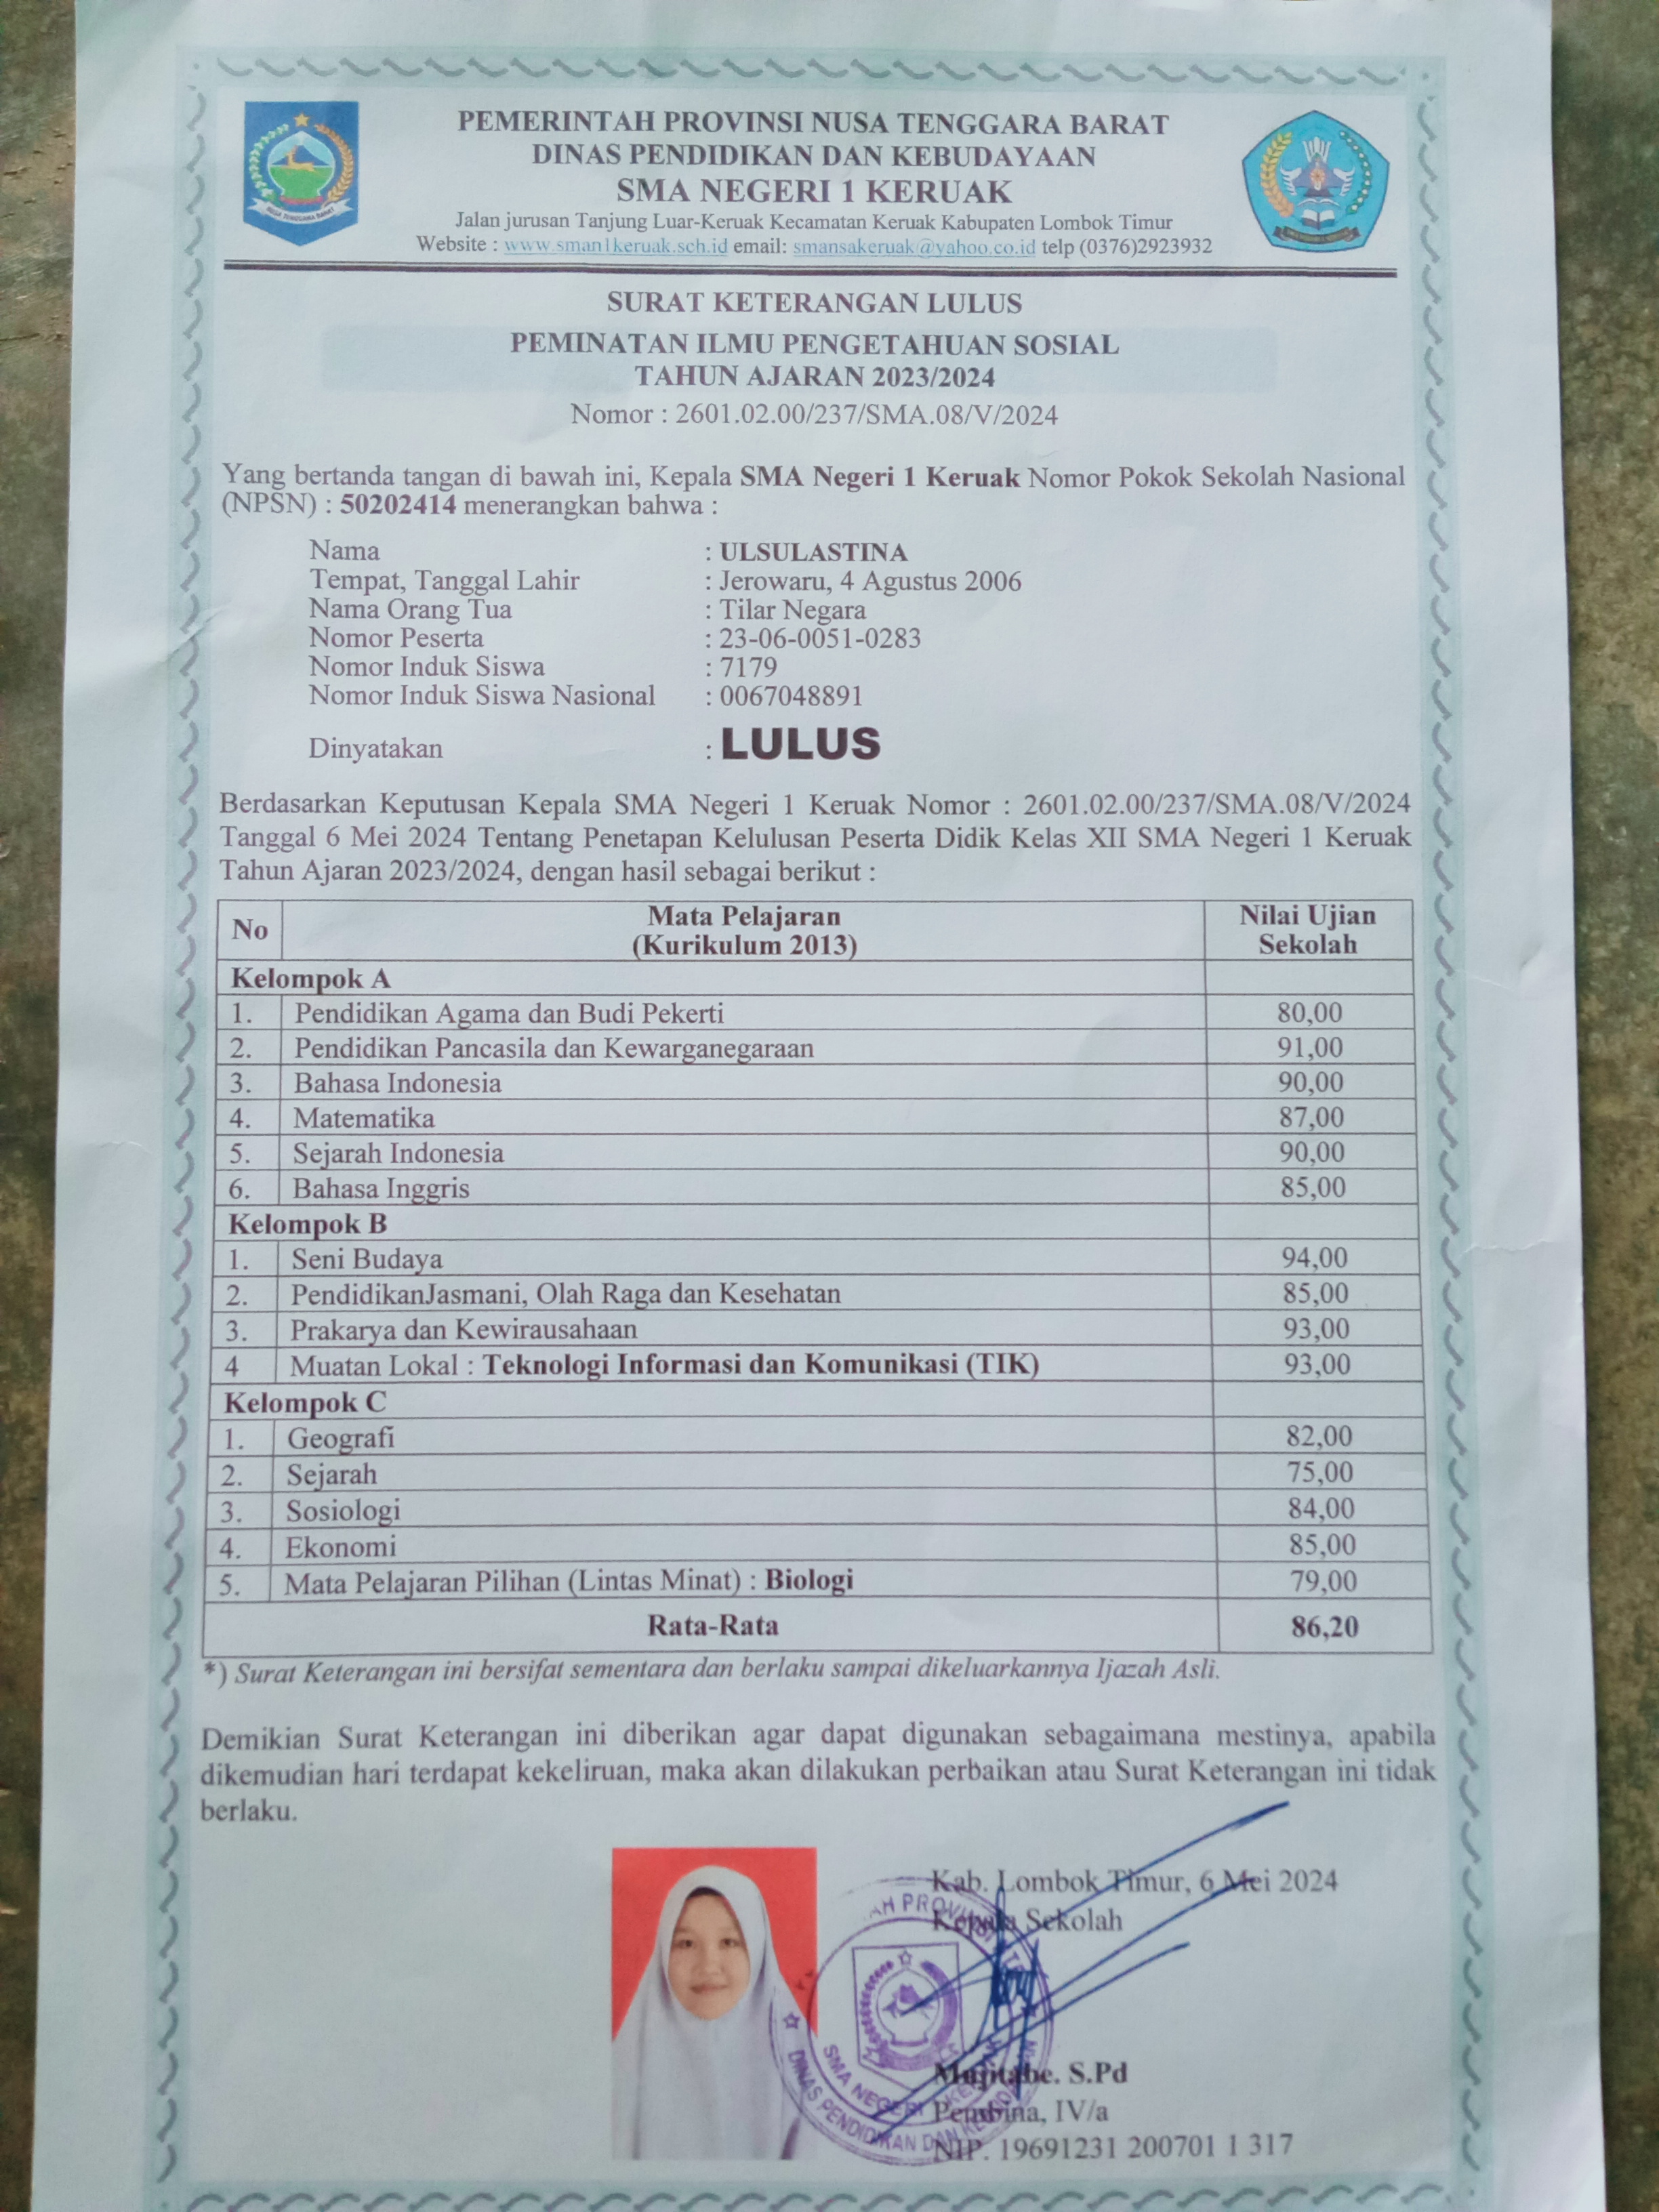 PEMERINTAH PROVINSI NUSA TENGGARA BARAT
DINAS PENDIDIKAN DAN KEBUDAYAAN
SMA NEGERI 1 KERUAK
Jalan jurusan Tanjung Luar-Keruak Kecamatan Keruak Kabupaten Lombok Timur
Website : www.sman1keruak.sch.id email: smansakeruak@yahoo.co.id telp (0376)2923932
NUSA TENGGARA BARAT
SURAT KETERANGAN LULUS
PEMINATAN ILMU PENGETAHUAN SOSIAL
TAHUN AJARAN 2023/2024
Nomor : 2601.02.00/237/SMA.08/V/2024
Yang bertanda tangan di bawah ini, Kepala SMA Negeri 1 Keruak Nomor Pokok Sekolah Nasional
(NPSN) : 50202414 menerangkan bahwa :
Nama : ULSULASTINA
Tempat, Tanggal Lahir : Jerowaru, 4 Agustus 2006
Nama Orang Tua : Tilar Negara
Nomor Peserta : 23-06-0051-0283
Nomor Induk Siswa : 7179
Nomor Induk Siswa Nasional : 0067048891
Dinyatakan : LULUS
Berdasarkan Keputusan Kepala SMA Negeri 1 Keruak Nomor : 2601.02.00/237/SMA.08/V/2024
Tanggal 6 Mei 2024 Tentang Penetapan Kelulusan Peserta Didik Kelas XII SMA Negeri 1 Keruak
Tahun Ajaran 2023/2024, dengan hasil sebagai berikut :
No Mata Pelajaran (Kurikulum 2013) Nilai Ujian Sekolah
Kelompok A
1. Pendidikan Agama dan Budi Pekerti 80,00
2. Pendidikan Pancasila dan Kewarganegaraan 91,00
3. Bahasa Indonesia 90,00
4. Matematika 87,00
5. Sejarah Indonesia 90,00
6. Bahasa Inggris 85,00
Kelompok B
1. Seni Budaya 94,00
2. PendidikanJasmani, Olah Raga dan Kesehatan 85,00
3. Prakarya dan Kewirausahaan 93,00
4 Muatan Lokal : Teknologi Informasi dan Komunikasi (TIK) 93,00
Kelompok C
1. Geografi 82,00
2. Sejarah 75,00
3. Sosiologi 84,00
4. Ekonomi 85,00
5. Mata Pelajaran Pilihan (Lintas Minat) : Biologi 79,00
Rata-Rata 86,20
*) Surat Keterangan ini bersifat sementara dan berlaku sampai dikeluarkannya Ijazah Asli.
Demikian Surat Keterangan ini diberikan agar dapat digunakan sebagaimana mestinya, apabila
dikemudian hari terdapat kekeliruan, maka akan dilakukan perbaikan atau Surat Keterangan ini tidak
berlaku.
Kab. Lombok Timur, 6 Mei 2024
Kepala Sekolah
SMA NEGERI
DINAS PENDIDIKAN DAN KEBUDAYAAN
Mujitabe. S.Pd
Pembina, IV/a
NIP. 19691231 200701 1 317